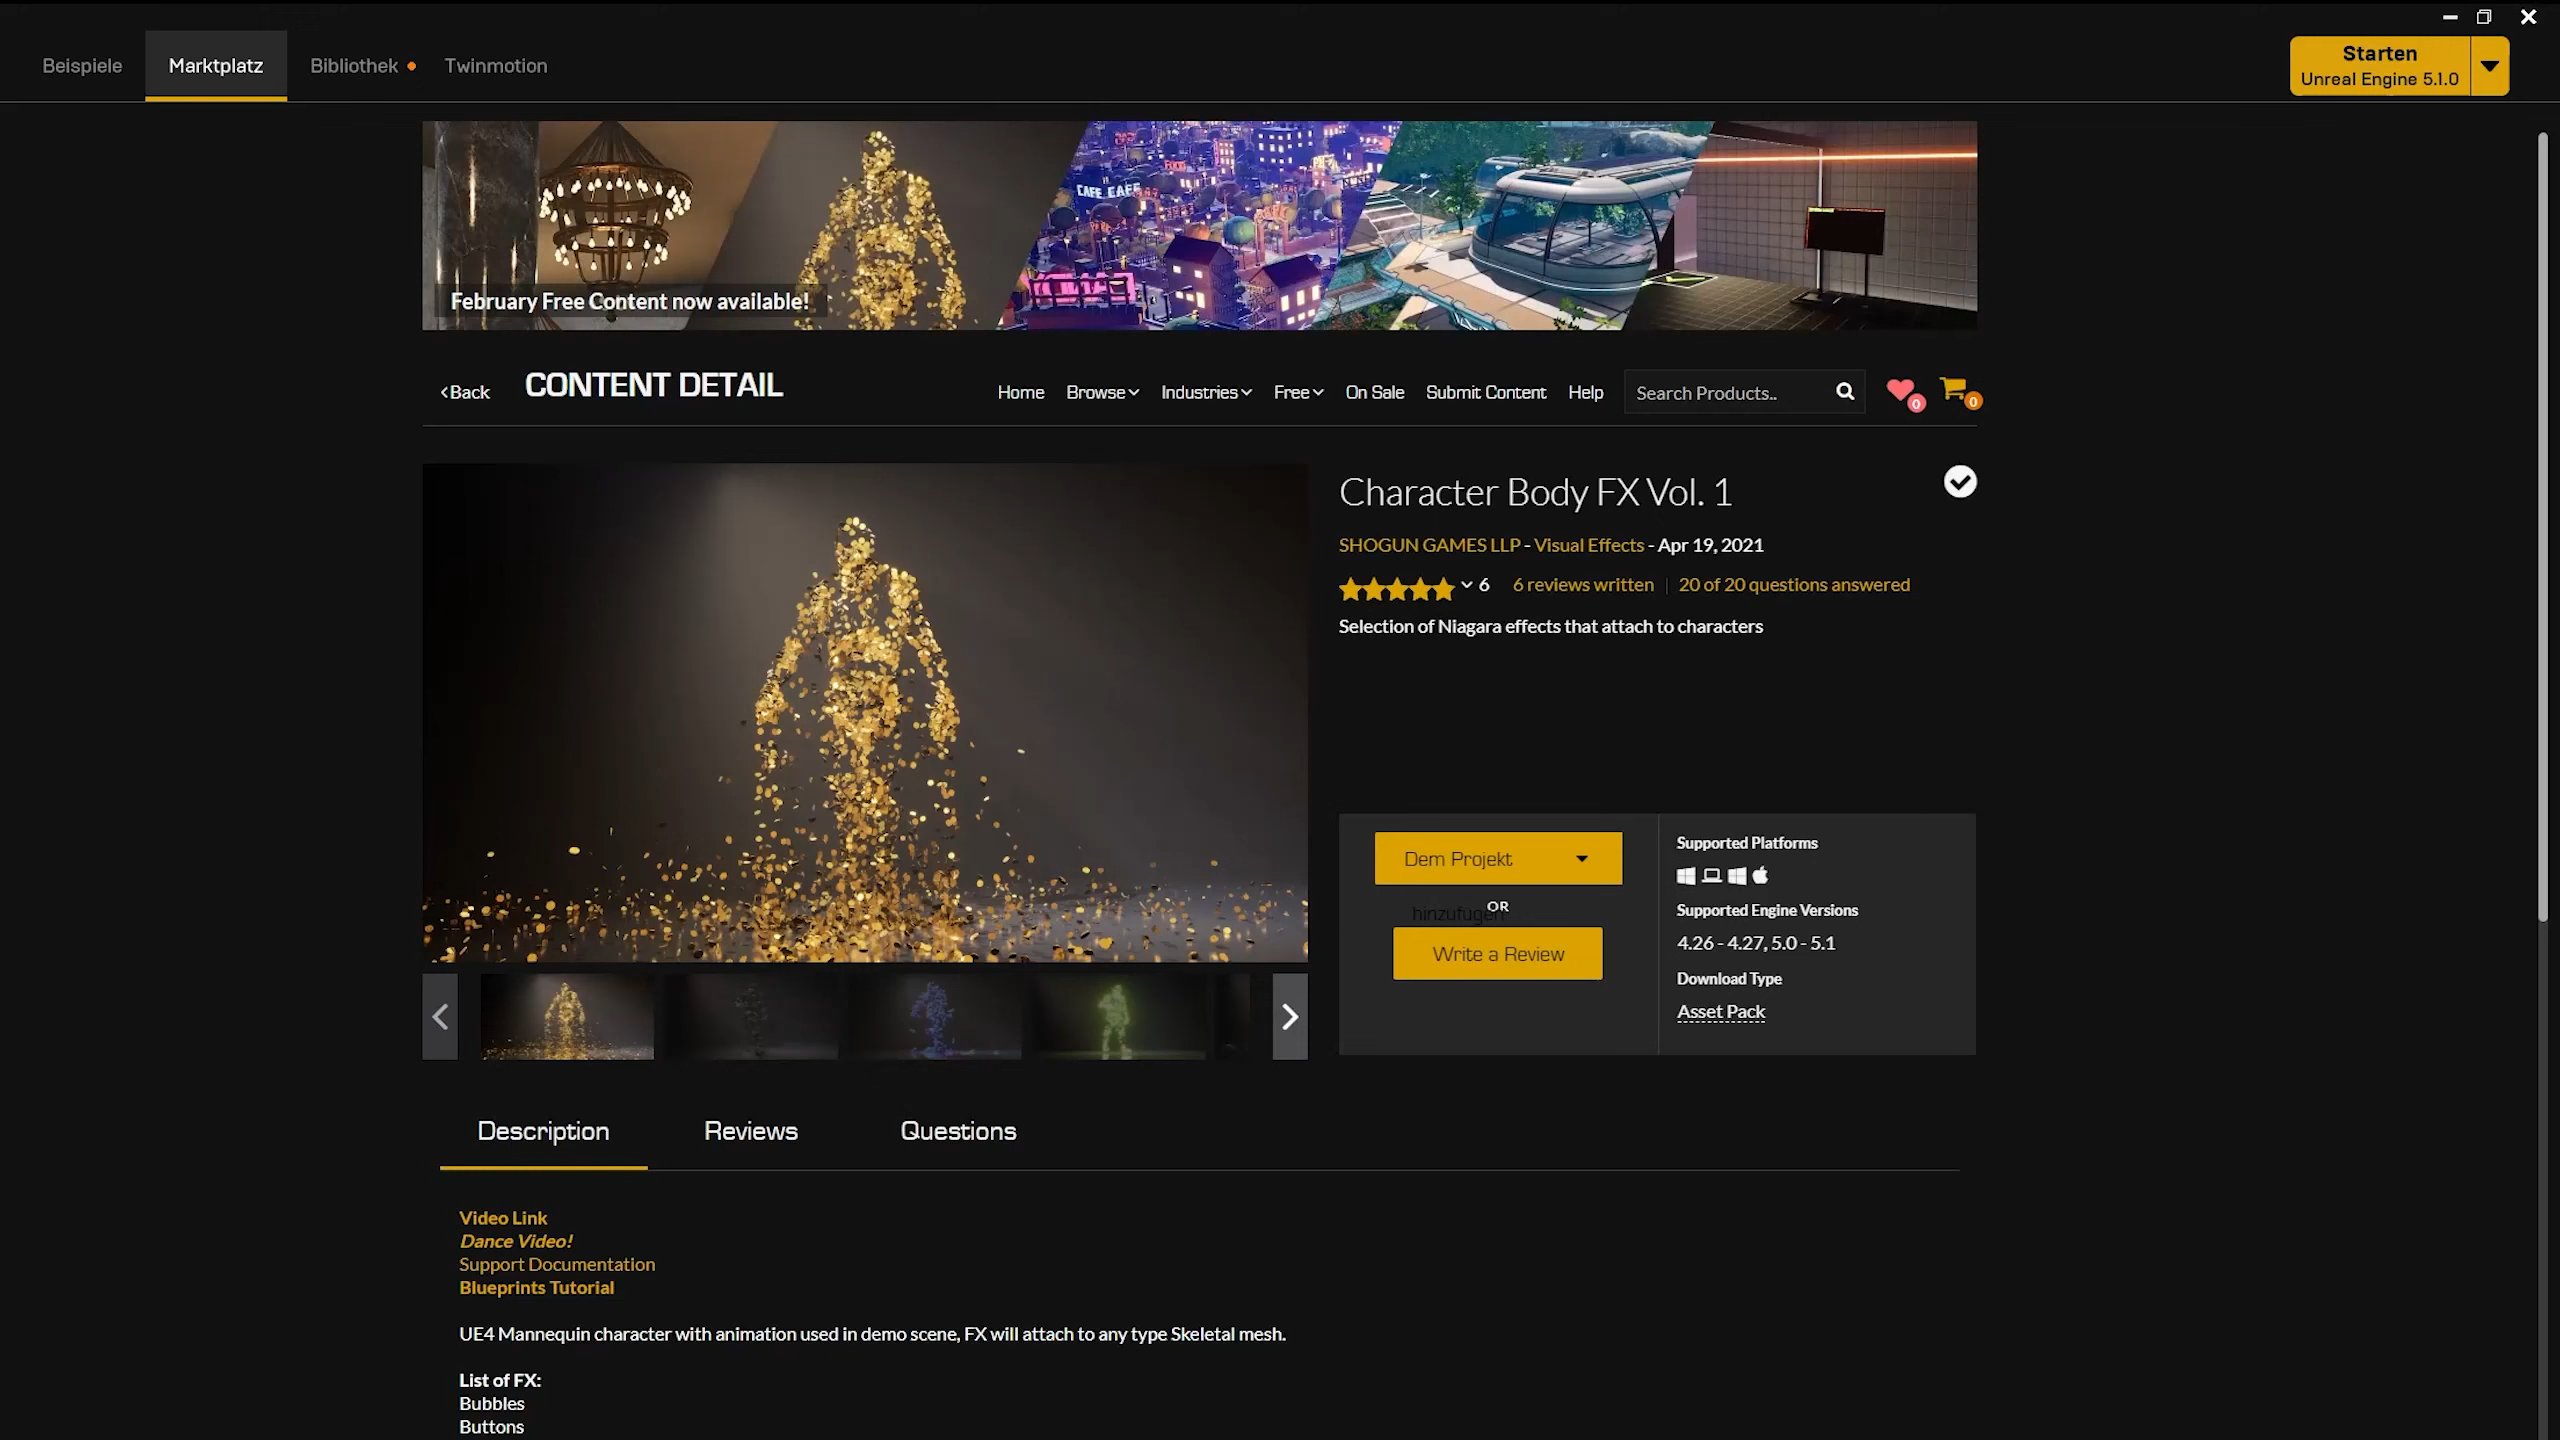 Beispiele
Marktplatz
Bibliothek
Twinmotion
Starten
Unreal Engine 5.1.0
CAFE CAFE
February Free Content now available!
Back
CONTENT DETAIL
Home
Browse
Industries
Free
On Sale
Submit Content
Help
Search Products..
0
0
Character Body FX Vol. 1
SHOGUN GAMES LLP - Visual Effects - Apr 19, 2021
6
6 reviews written
20 of 20 questions answered
Selection of Niagara effects that attach to characters
Dem Projekt
hinzufügen
OR
Write a Review
Supported Platforms
Supported Engine Versions
4.26 - 4.27, 5.0 - 5.1
Download Type
Asset Pack
Description
Reviews
Questions
Video Link
Dance Video!
Support Documentation
Blueprints Tutorial
UE4 Mannequin character with animation used in demo scene, FX will attach to any type Skeletal mesh.
List of FX:
Bubbles
Buttons